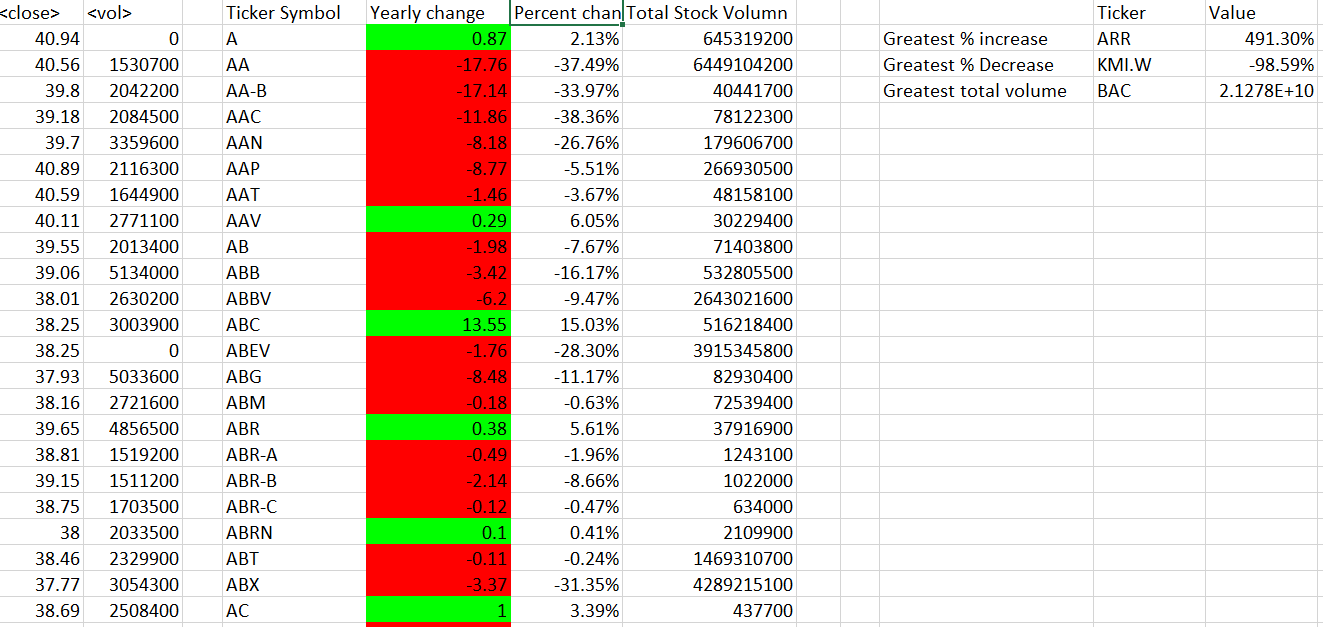 <close> <vol> Ticker Symbol Yearly change Percent chan Total Stock Volumn Ticker Value
40.94 0 A 0.87 2.13% 645319200 Greatest % increase ARR 491.30%
40.56 1530700 AA -17.76 -37.49% 6449104200 Greatest % Decrease KMI.W -98.59%
39.8 2042200 AA-B -17.14 -33.97% 40441700 Greatest total volume BAC 2.1278E+10
39.18 2084500 AAC -11.86 -38.36% 78122300
39.7 3359600 AAN -8.18 -26.76% 179606700
40.89 2116300 AAP -8.77 -5.51% 266930500
40.59 1644900 AAT -1.46 -3.67% 48158100
40.11 2771100 AAV 0.29 6.05% 30229400
39.55 2013400 AB -1.98 -7.67% 71403800
39.06 5134000 ABB -3.42 -16.17% 532805500
38.01 2630200 ABBV -6.2 -9.47% 2643021600
38.25 3003900 ABC 13.55 15.03% 516218400
38.25 0 ABEV -1.76 -28.30% 3915345800
37.93 5033600 ABG -8.48 -11.17% 82930400
38.16 2721600 ABM -0.18 -0.63% 72539400
39.65 4856500 ABR 0.38 5.61% 37916900
38.81 1519200 ABR-A -0.49 -1.96% 1243100
39.15 1511200 ABR-B -2.14 -8.66% 1022000
38.75 1703500 ABR-C -0.12 -0.47% 634000
38 2033500 ABRN 0.1 0.41% 2109900
38.46 2329900 ABT -0.11 -0.24% 1469310700
37.77 3054300 ABX -3.37 -31.35% 4289215100
38.69 2508400 AC 1 3.39% 437700